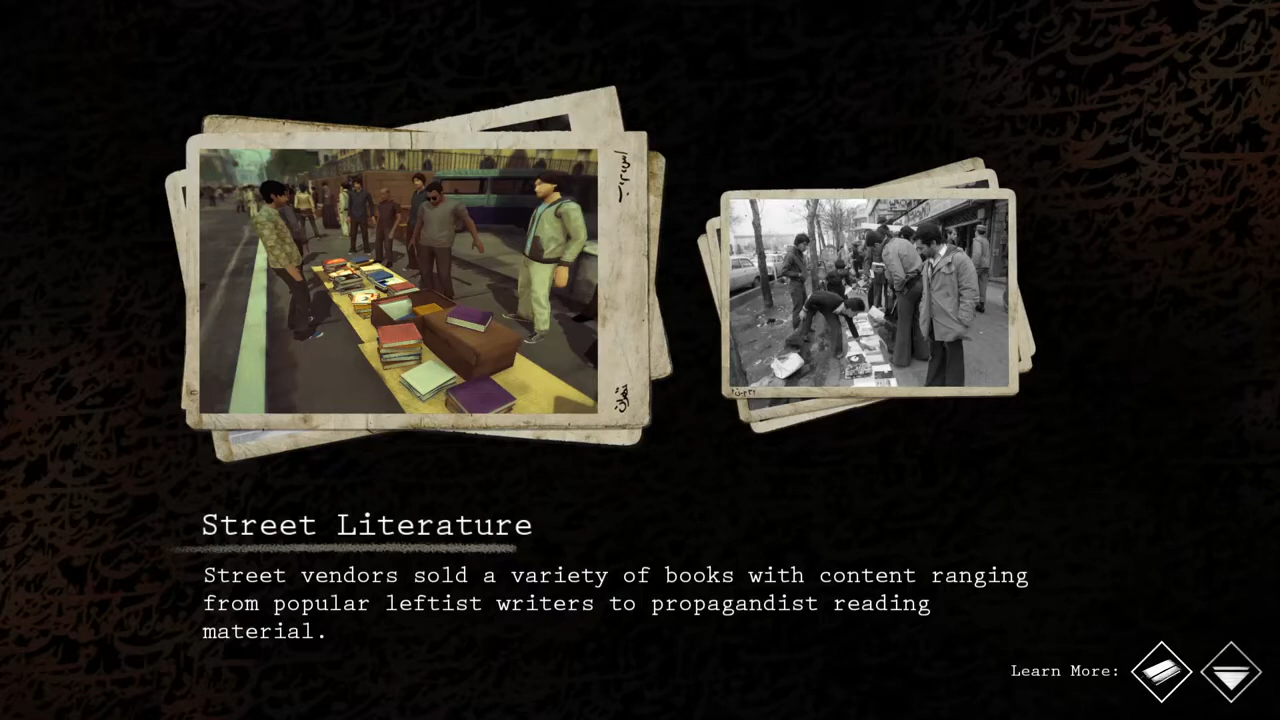 تهران
Street Literature
Street vendors sold a variety of books with content ranging
from popular leftist writers to propagandist reading
material.
Learn More: